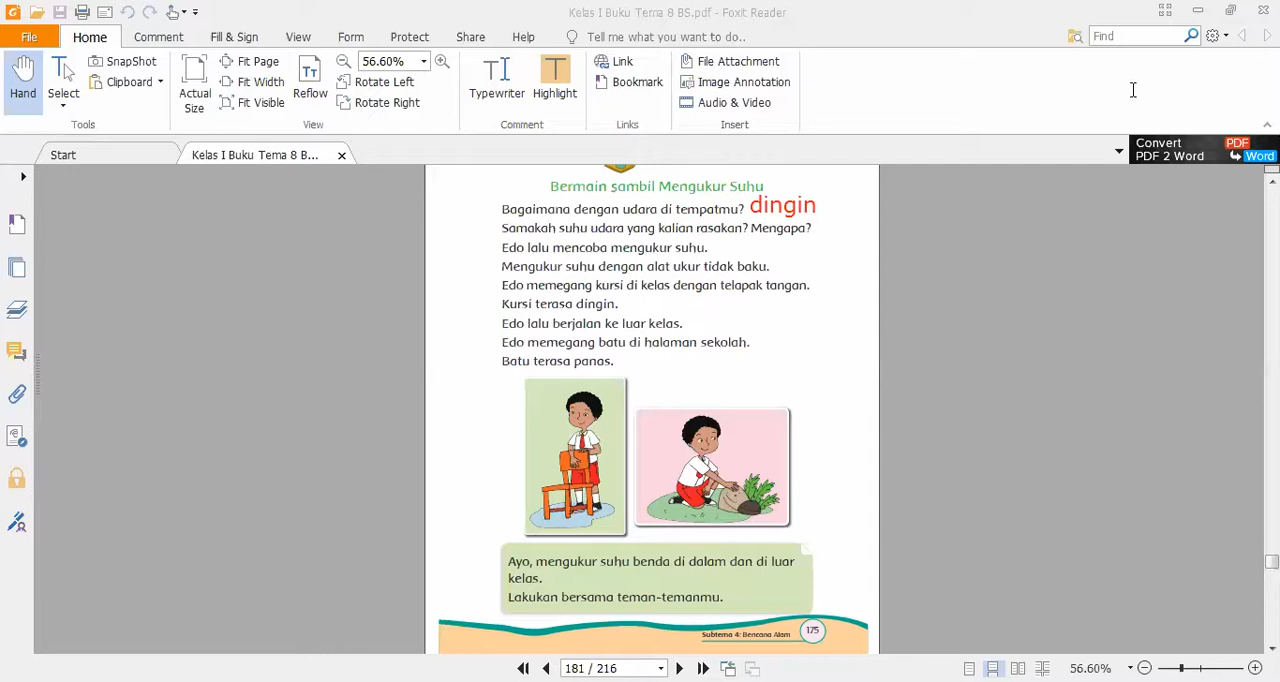 Kelas I Buku Tema 8 BS.pdf - Foxit Reader
File Home Comment Fill & Sign View Form Protect Share Help Tell me what you want to do.. Find
Hand
Select
SnapShot
Clipboard
Tools
Actual Size
Fit Page
Fit Width
Fit Visible
Reflow
56.60%
Rotate Left
Rotate Right
View
Typewriter
Highlight
Comment
Link
Bookmark
Links
File Attachment
Image Annotation
Audio & Video
Insert
Start
Kelas I Buku Tema 8 B...
Convert PDF
PDF 2 Word Word
Bermain sambil Mengukur Suhu
Bagaimana dengan udara di tempatmu? dingin
Samakah suhu udara yang kalian rasakan? Mengapa?
Edo lalu mencoba mengukur suhu.
Mengukur suhu dengan alat ukur tidak baku.
Edo memegang kursi di kelas dengan telapak tangan.
Kursi terasa dingin.
Edo lalu berjalan ke luar kelas.
Edo memegang batu di halaman sekolah.
Batu terasa panas.
Ayo, mengukur suhu benda di dalam dan di luar
kelas.
Lakukan bersama teman-temanmu.
Subtema 4: Bencana Alam 175
181 / 216
56.60%